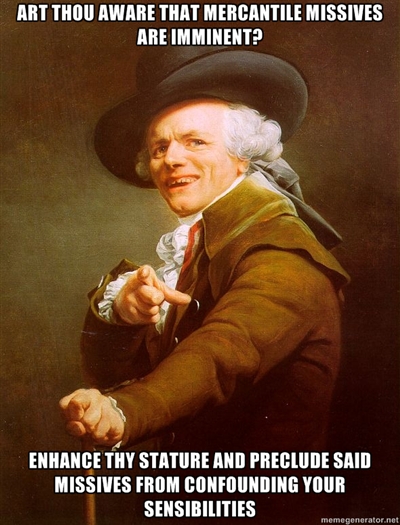 ART THOU AWARE THAT MERCANTILE MISSIVES
ARE IMMINENT?
ENHANCE THY STATURE AND PRECLUDE SAID
MISSIVES FROM CONFOUNDING YOUR
SENSIBILITIES
memegenerator.net